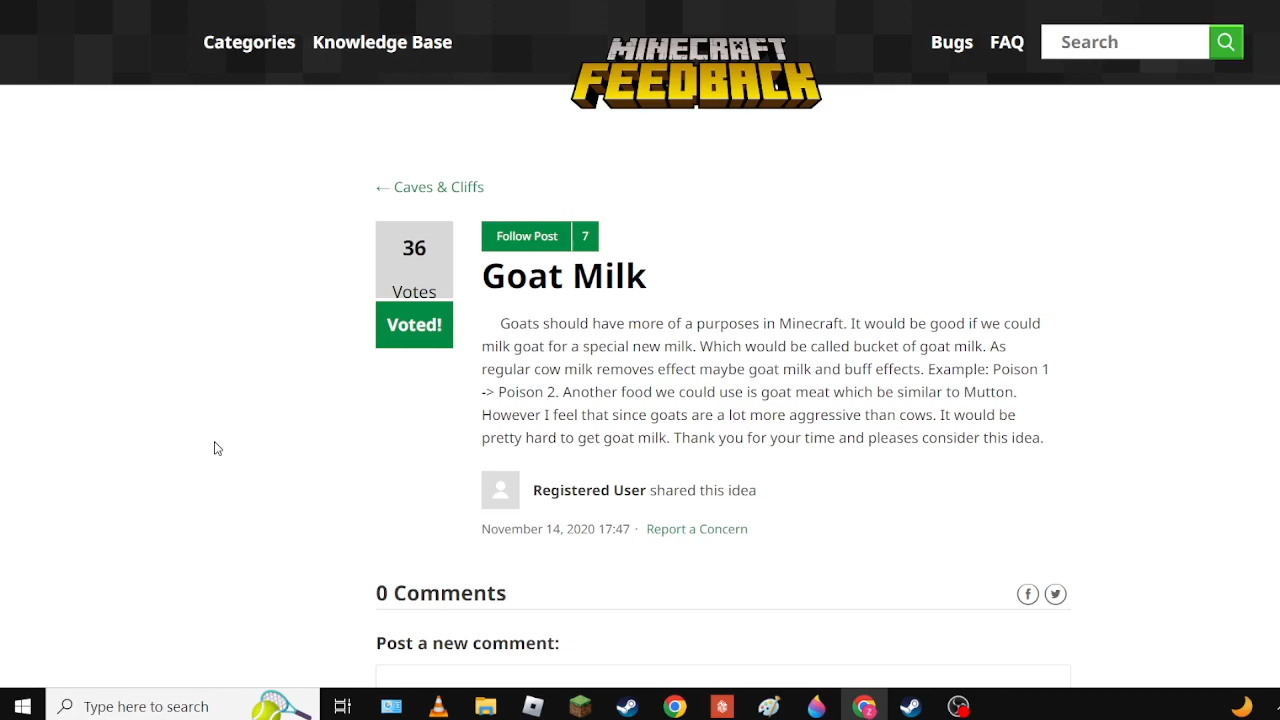 Categories Knowledge Base
MINECRAFT
FEEDBACK
Bugs FAQ Search
← Caves & Cliffs
36
Votes
Voted!
Follow Post 7
Goat Milk
Goats should have more of a purposes in Minecraft. It would be good if we could
milk goat for a special new milk. Which would be called bucket of goat milk. As
regular cow milk removes effect maybe goat milk and buff effects. Example: Poison 1
-> Poison 2. Another food we could use is goat meat which be similar to Mutton.
However I feel that since goats are a lot more aggressive than cows. It would be
pretty hard to get goat milk. Thank you for your time and pleases consider this idea.
Registered User shared this idea
November 14, 2020 17:47 · Report a Concern
0 Comments
Post a new comment:
Type here to search